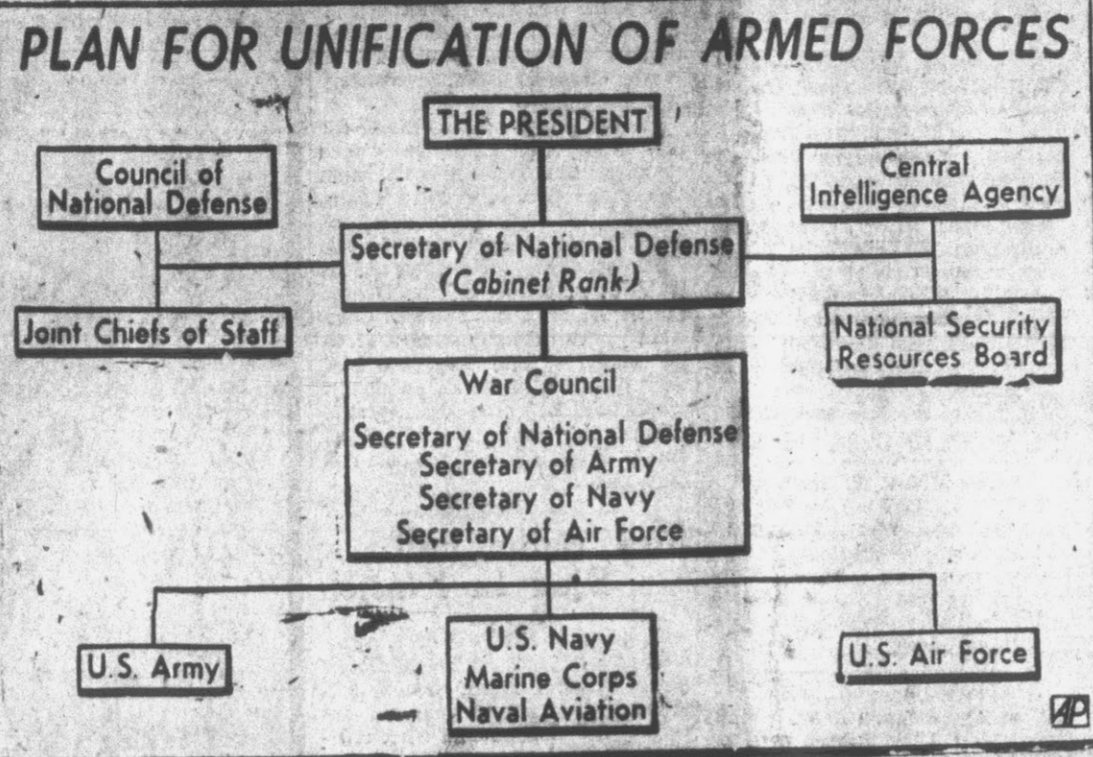 PLAN FOR UNIFICATION OF ARMED FORCES
THE PRESIDENT
Council of
National Defense
Central
Intelligence Agency
Secretary of National Defense
(Cabinet Rank)
Joint Chiefs of Staff
National Security
Resources Board
War Council
Secretary of National Defense
Secretary of Army
Secretary of Navy
Secretary of Air Force
U.S. Army
U.S. Navy
Marine Corps
Naval Aviation
U.S. Air Force
AP